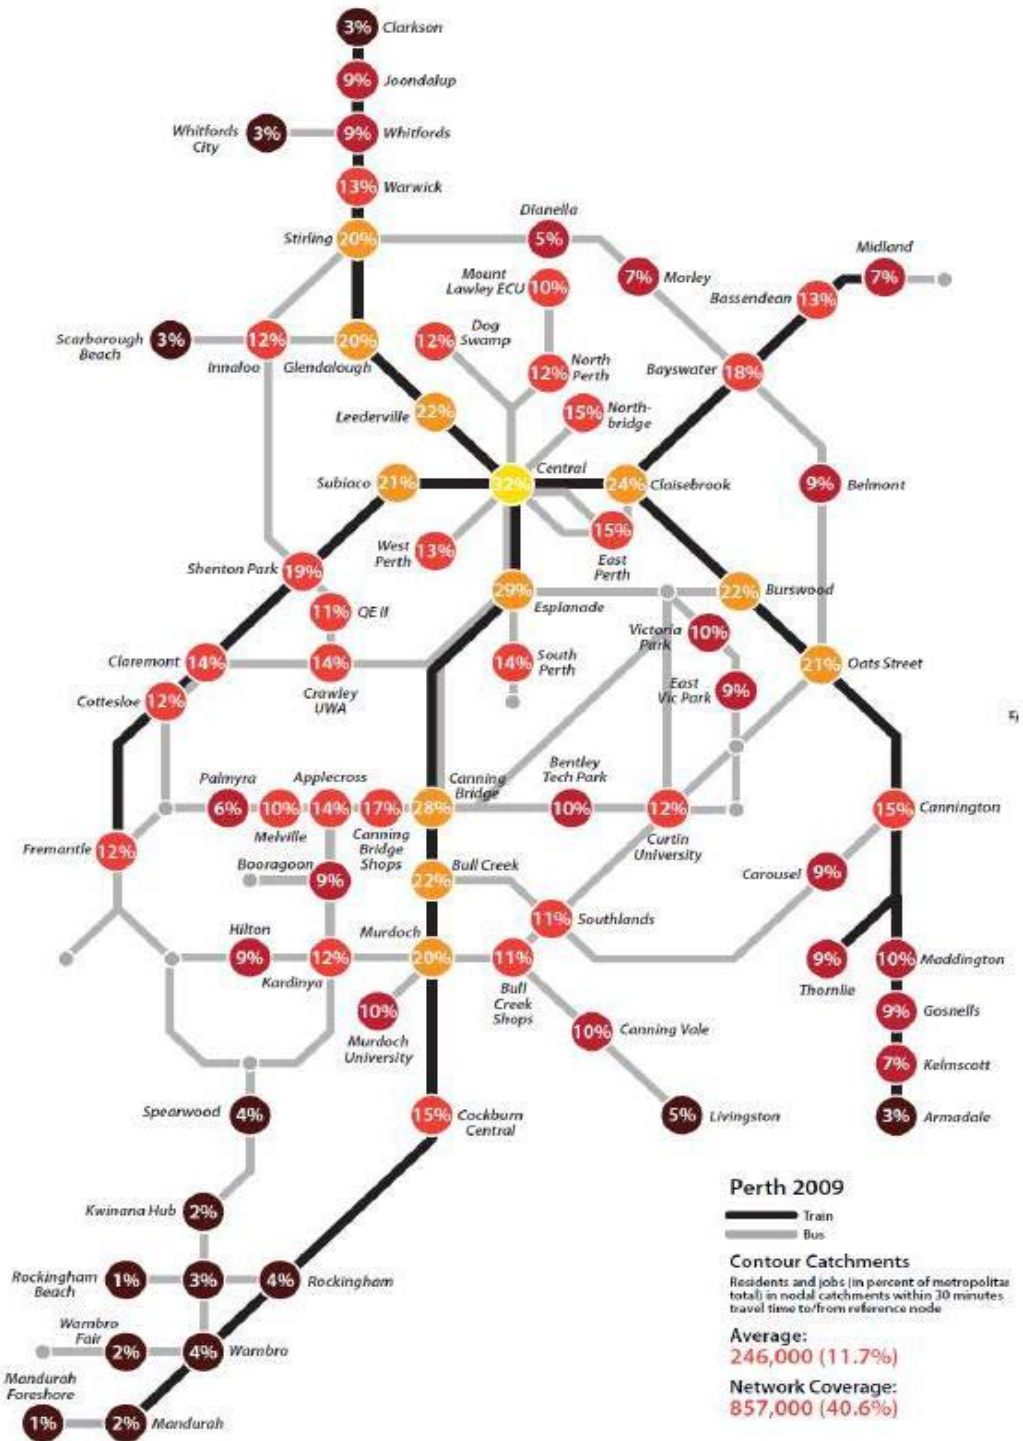 3% Clarkson
9% Joondalup
Whitfords
City
3%
9% Whitfords
13% Warwick
Dianella
Stirling 20%
5%
Midland
7%
Mount
Lawley ECU
10%
7% Morley
Bassendean
13%
Scarborough
Beach
3%
12%
Innaloo
20%
Glendalough
12%
Dog
Swamp
12%
North
Perth
Bayswater
18%
Leederville 22%
15%
North-
bridge
Subiaco 21%
32%
Central
24% Claisebrook
9% Belmont
West
Perth
13%
15%
East
Perth
Shenton Park 19%
11% QE II
29%
Esplanade
22% Burswood
Victoria
Park
10%
Claremont 14%
14%
Crawley
UWA
14%
South
Perth
21% Oats Street
Cottesloe 12%
East
Vic Park
9%
Palmyra
6%
10%
Melville
Applecross
14%
17%
Canning
Bridge
Shops
28%
Canning
Bridge
Bentley
Tech Park
10%
12%
Curtin
University
15% Cannington
Fremantle 12%
Booragoon
9%
22%
Bull Creek
Carousel
9%
11% Southlands
Hilton
9%
12%
Kardinya
Murdoch
20%
11%
Bull
Creek
Shops
9%
Thornlie
10% Maddington
10%
Murdoch
University
10% Canning Vale
9% Gosnells
7% Kelmscott
Spearwood 4%
15%
Cockburn
Central
5% Livingston
3% Armadale
Kwinana Hub 2%
Rockingham
Beach
1%
3%
4% Rockingham
Warnbro
Fair
2%
4% Warnbro
Mandurah
Foreshore
1%
2% Mandurah
Perth 2009
Train
Bus
Contour Catchments
Residents and jobs (in percent of metropolitan
total) in nodal catchments within 30 minutes
travel time to/from reference node
Average:
246,000 (11.7%)
Network Coverage:
857,000 (40.6%)